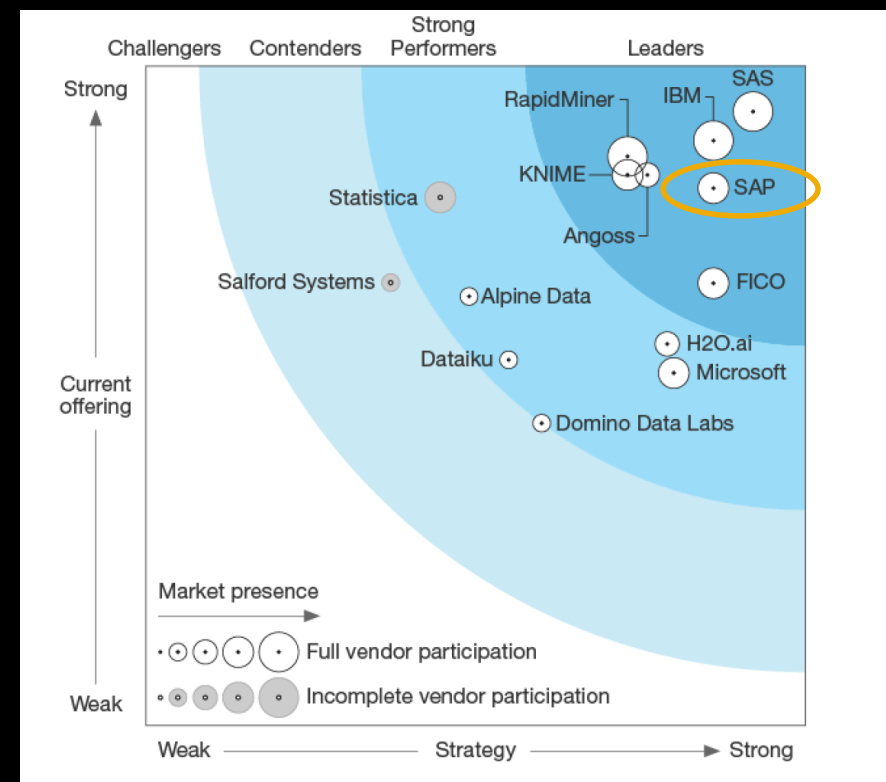 Strong
Challengers Contenders Performers Leaders
Strong
SAS
IBM
RapidMiner
KNIME
SAP
Statistica
Angoss
Salford Systems
FICO
Alpine Data
H2O.ai
Dataiku
Microsoft
Current
offering
Domino Data Labs
Market presence
Full vendor participation
Incomplete vendor participation
Weak
Weak Strategy Strong